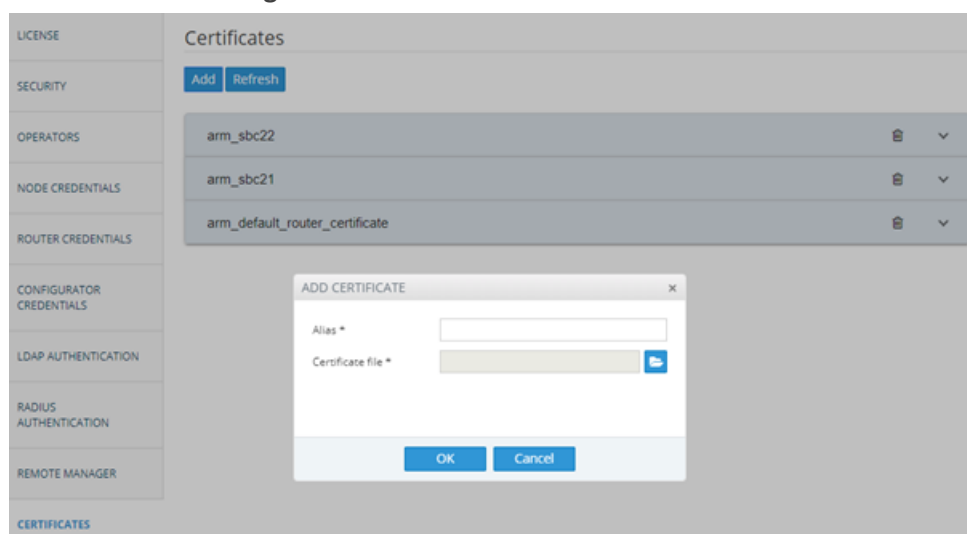 LICENSE
SECURITY
OPERATORS
NODE CREDENTIALS
ROUTER CREDENTIALS
CONFIGURATOR
CREDENTIALS
LDAP AUTHENTICATION
RADIUS
AUTHENTICATION
REMOTE MANAGER
CERTIFICATES
Certificates
Add Refresh
arm_sbc22
arm_sbc21
arm_default_router_certificate
ADD CERTIFICATE ×
Alias *
Certificate file *
OK Cancel